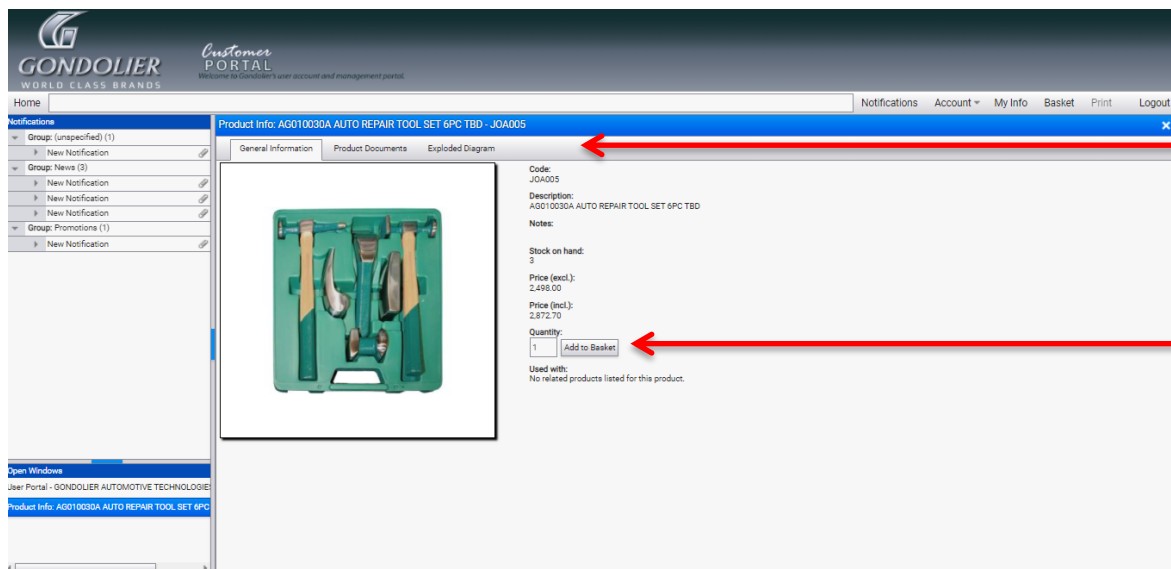 GONDOLIER
WORLD CLASS BRANDS
Customer
PORTAL
Welcome to Gondolier's user account and management portal.
Home
Notifications Account My Info Basket Print Logout
Notifications
Group: (unspecified) (1)
New Notification
Group: News (3)
New Notification
New Notification
New Notification
Group: Promotions (1)
New Notification
Product Info: AG010030A AUTO REPAIR TOOL SET 6PC TBD - JOA005
General Information Product Documents Exploded Diagram
Code:
JOA005
Description:
AG010030A AUTO REPAIR TOOL SET 6PC TBD
Notes:
Stock on hand:
3
Price (excl.):
2,498.00
Price (incl.):
2,872.70
Quantity:
1 Add to Basket
Used with:
No related products listed for this product.
Open Windows
User Portal - GONDOLIER AUTOMOTIVE TECHNOLOGIES
Product Info: AG010030A AUTO REPAIR TOOL SET 6PC